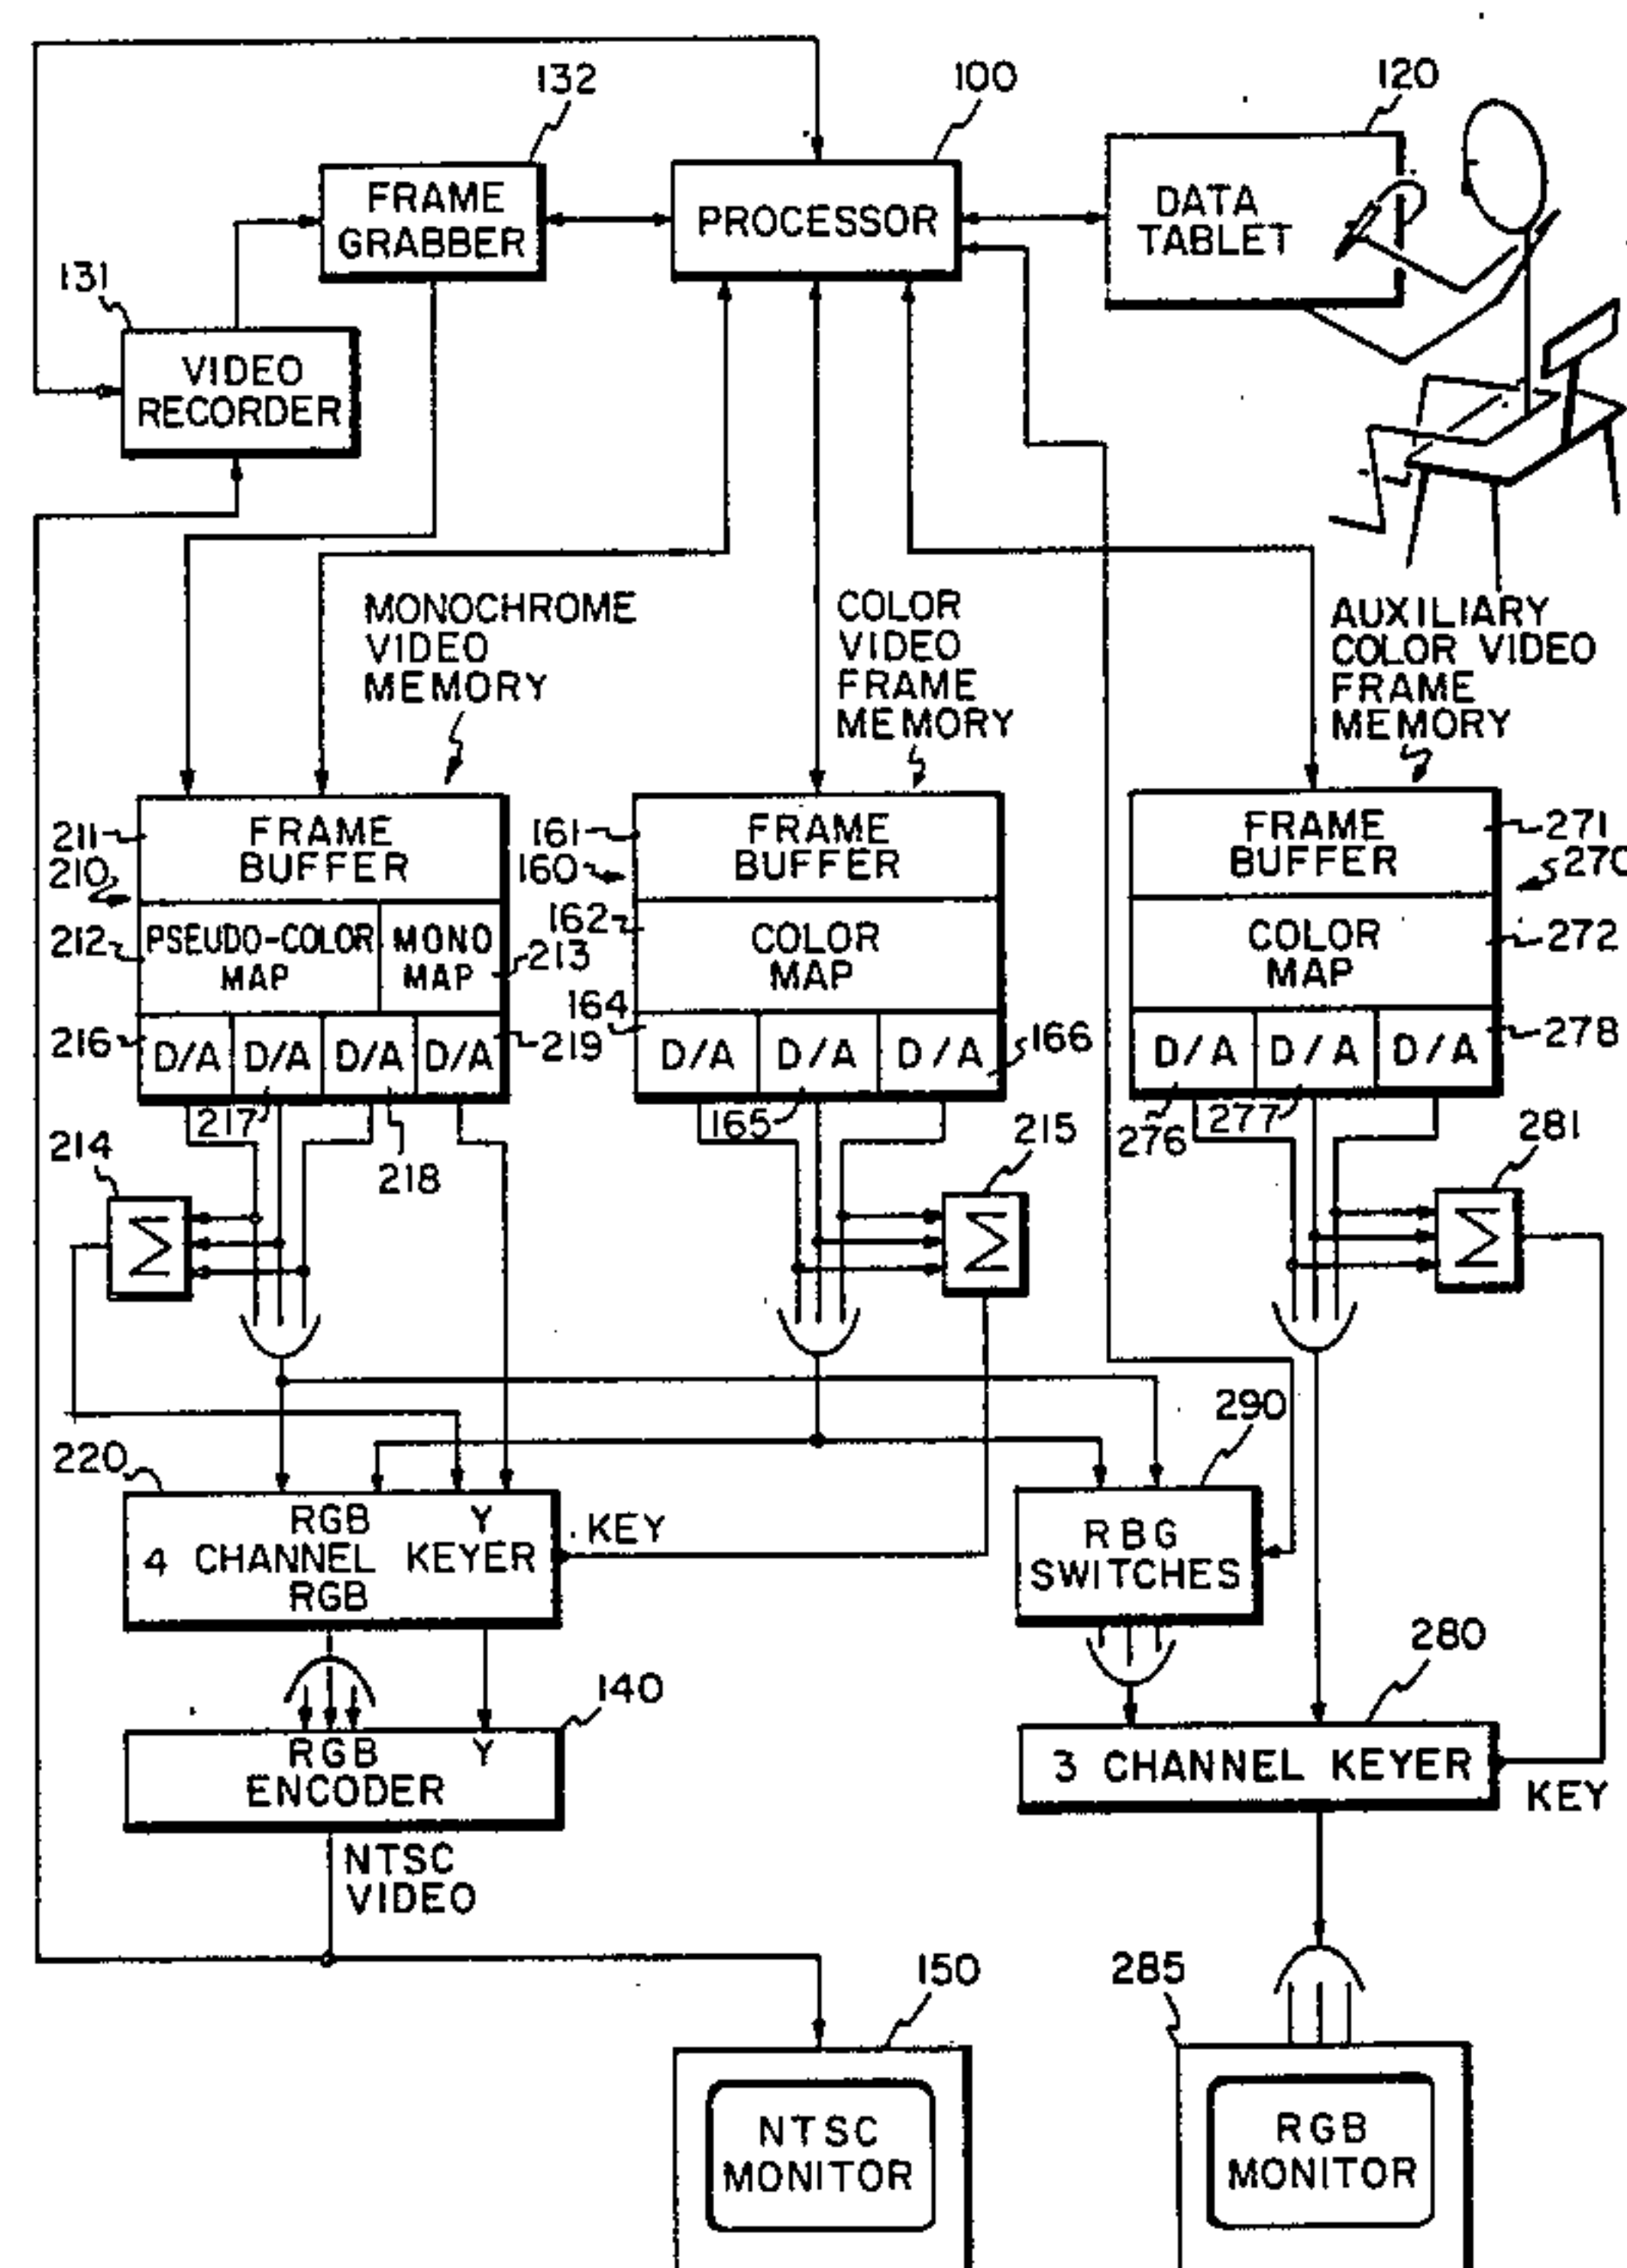 132
100
120
FRAME
GRABBER
PROCESSOR
DATA
TABLET
131
VIDEO
RECORDER
MONOCHROME
VIDEO
MEMORY
COLOR
VIDEO
FRAME
MEMORY
AUXILIARY
COLOR VIDEO
FRAME
MEMORY
211
210
FRAME
BUFFER
212
PSEUDO-COLOR
MAP
MONO
MAP
213
216
D/A
D/A
D/A
D/A
219
217
218
161
160
FRAME
BUFFER
162
COLOR
MAP
164
D/A
D/A
D/A
166
165
FRAME
BUFFER
271
270
COLOR
MAP
272
D/A
D/A
D/A
278
276
277
214
Σ
215
Σ
281
Σ
220
RGB Y
4 CHANNEL KEYER
RGB
KEY
290
RBG
SWITCHES
140
RGB Y
ENCODER
280
3 CHANNEL KEYER
KEY
NTSC
VIDEO
150
NTSC
MONITOR
285
RGB
MONITOR